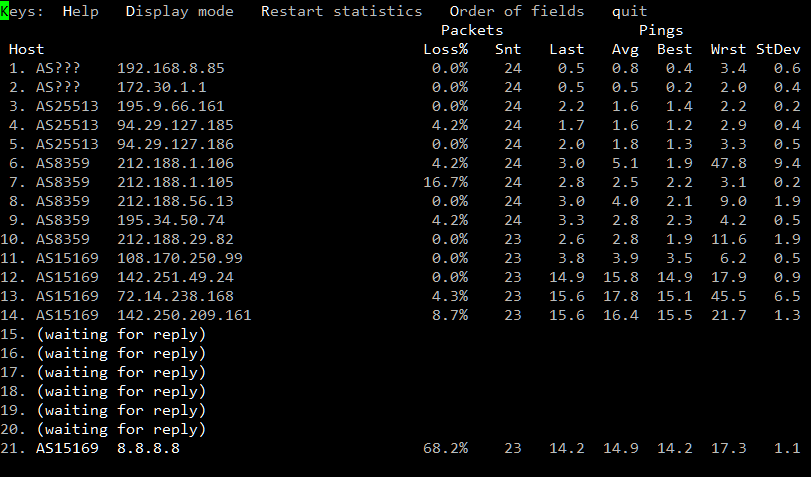 Keys:  Help   Display mode   Restart statistics   Order of fields   quit
                                                 Packets               Pings
 Host                                          Loss%   Snt   Last   Avg  Best  Wrst StDev
 1. AS???    192.168.8.85                       0.0%    24    0.5   0.8   0.4   3.4   0.6
 2. AS???    172.30.1.1                         0.0%    24    0.5   0.5   0.2   2.0   0.4
 3. AS25513  195.9.66.161                       0.0%    24    2.2   1.6   1.4   2.2   0.2
 4. AS25513  94.29.127.185                      4.2%    24    1.7   1.6   1.2   2.9   0.4
 5. AS25513  94.29.127.186                      0.0%    24    2.0   1.8   1.3   3.3   0.5
 6. AS8359   212.188.1.106                      4.2%    24    3.0   5.1   1.9  47.8   9.4
 7. AS8359   212.188.1.105                     16.7%    24    2.8   2.5   2.2   3.1   0.2
 8. AS8359   212.188.56.13                      0.0%    24    3.0   4.0   2.1   9.0   1.9
 9. AS8359   195.34.50.74                       4.2%    24    3.3   2.8   2.3   4.2   0.5
10. AS8359   212.188.29.82                      0.0%    23    2.6   2.8   1.9  11.6   1.9
11. AS15169  108.170.250.99                     0.0%    23    3.8   3.9   3.5   6.2   0.5
12. AS15169  142.251.49.24                      0.0%    23   14.9  15.8  14.9  17.9   0.9
13. AS15169  72.14.238.168                      4.3%    23   15.6  17.8  15.1  45.5   6.5
14. AS15169  142.250.209.161                    8.7%    23   15.6  16.4  15.5  21.7   1.3
15. (waiting for reply)
16. (waiting for reply)
17. (waiting for reply)
18. (waiting for reply)
19. (waiting for reply)
20. (waiting for reply)
21. AS15169  8.8.8.8                           68.2%    23   14.2  14.9  14.2  17.3   1.1